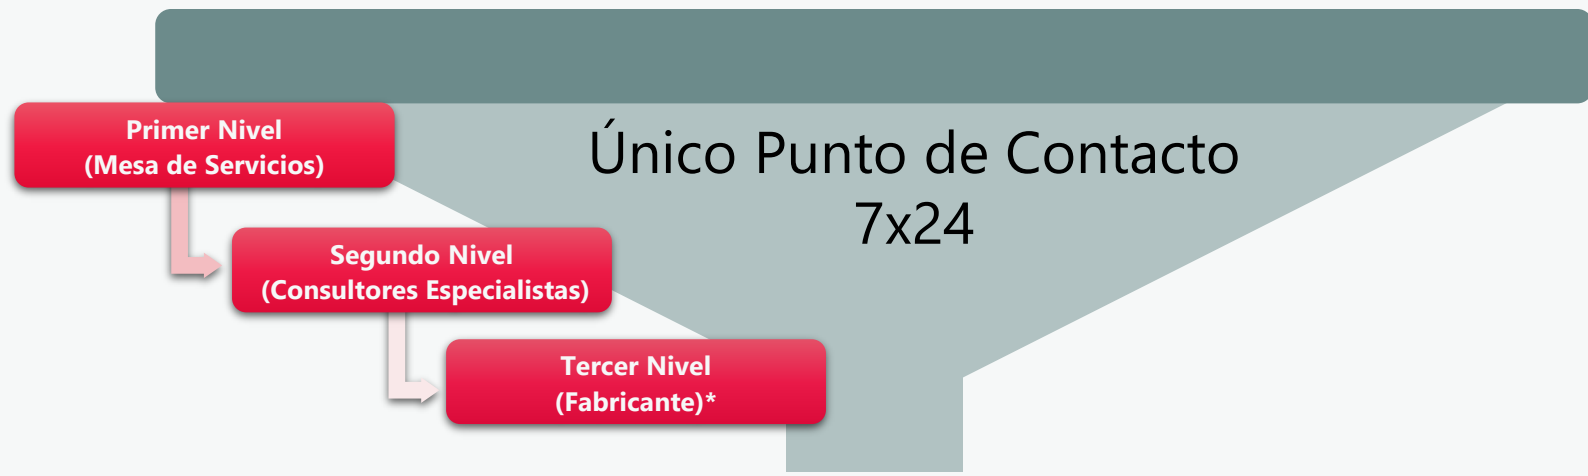 Único Punto de Contacto
7x24
Primer Nivel
(Mesa de Servicios)
Segundo Nivel
(Consultores Especialistas)
Tercer Nivel
(Fabricante)*